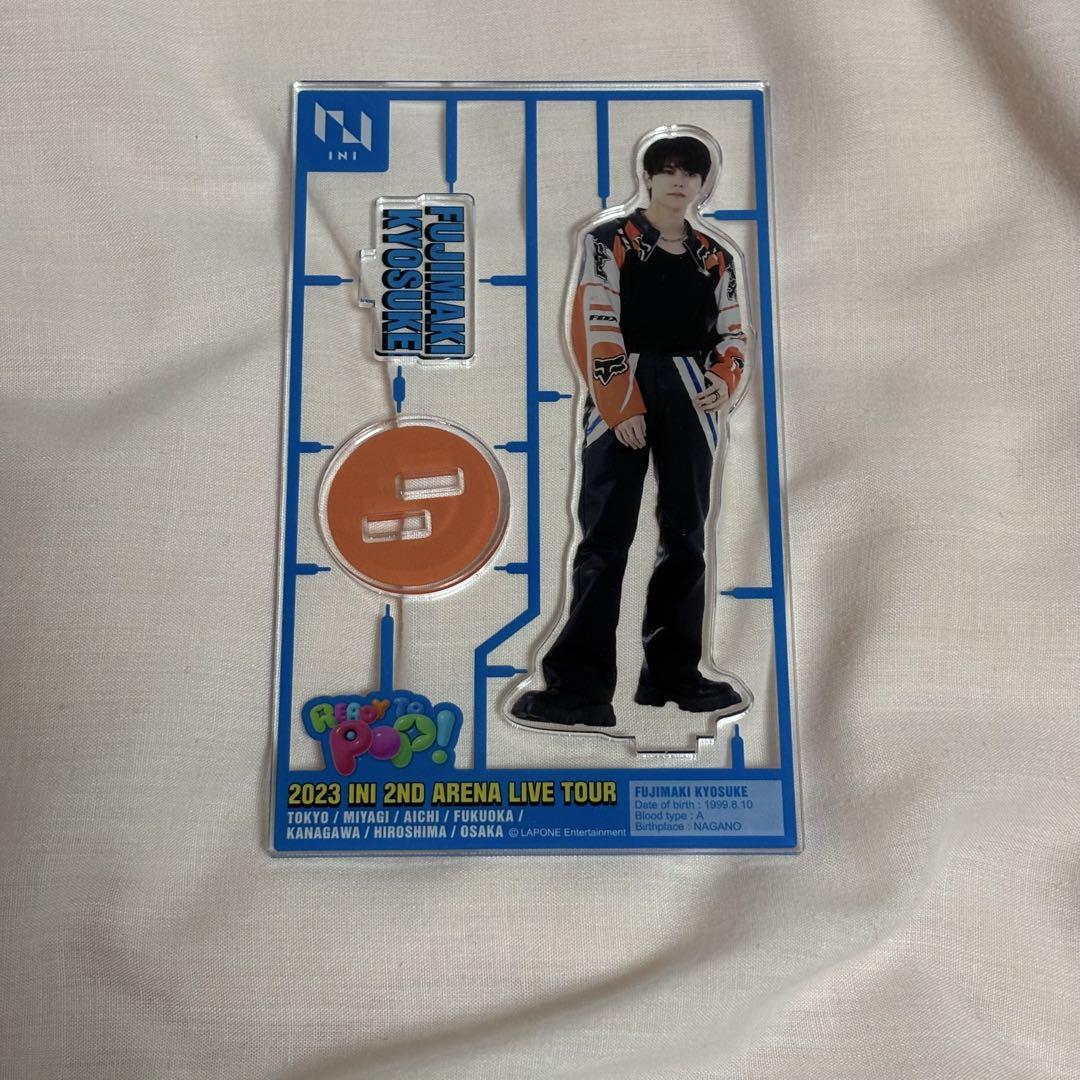 INI
FUJIMAKI
KYOSUKE
FOX
READY TO
POP!
2023 INI 2ND ARENA LIVE TOUR
TOKYO / MIYAGI / AICHI / FUKUOKA /
KANAGAWA / HIROSHIMA / OSAKA © LAPONE Entertainment
FUJIMAKI KYOSUKE
Date of birth : 1999.8.10
Blood type : A
Birthplace : NAGANO